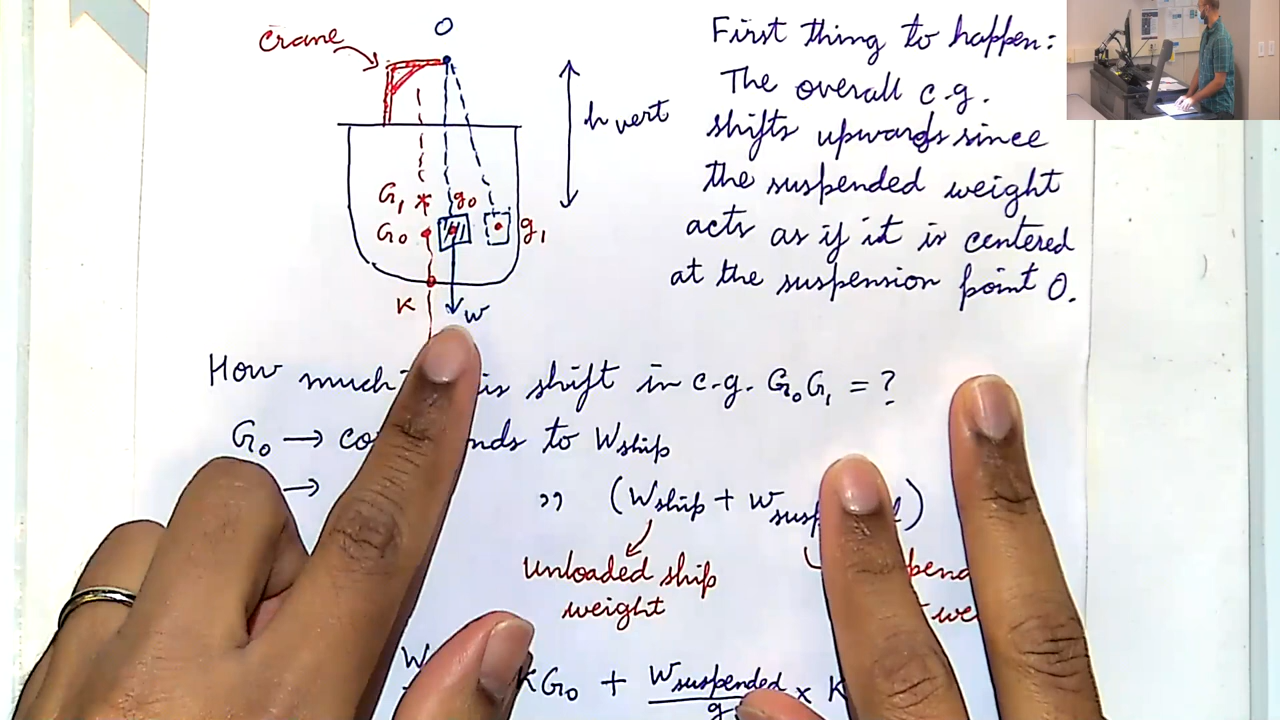 crane
O
h vert
G₁
g₀
G₀
g₁
K
W
First thing to happen:
The overall c.g.
shifts upwards since
the suspended weight
acts as if it is centered
at the suspension point O.
How much is shift in c.g. G₀G₁ = ?
G₀ → to Wship
→ ,, (Wship +
unloaded ship
weight
KG₀ + Wsuspended/g ×